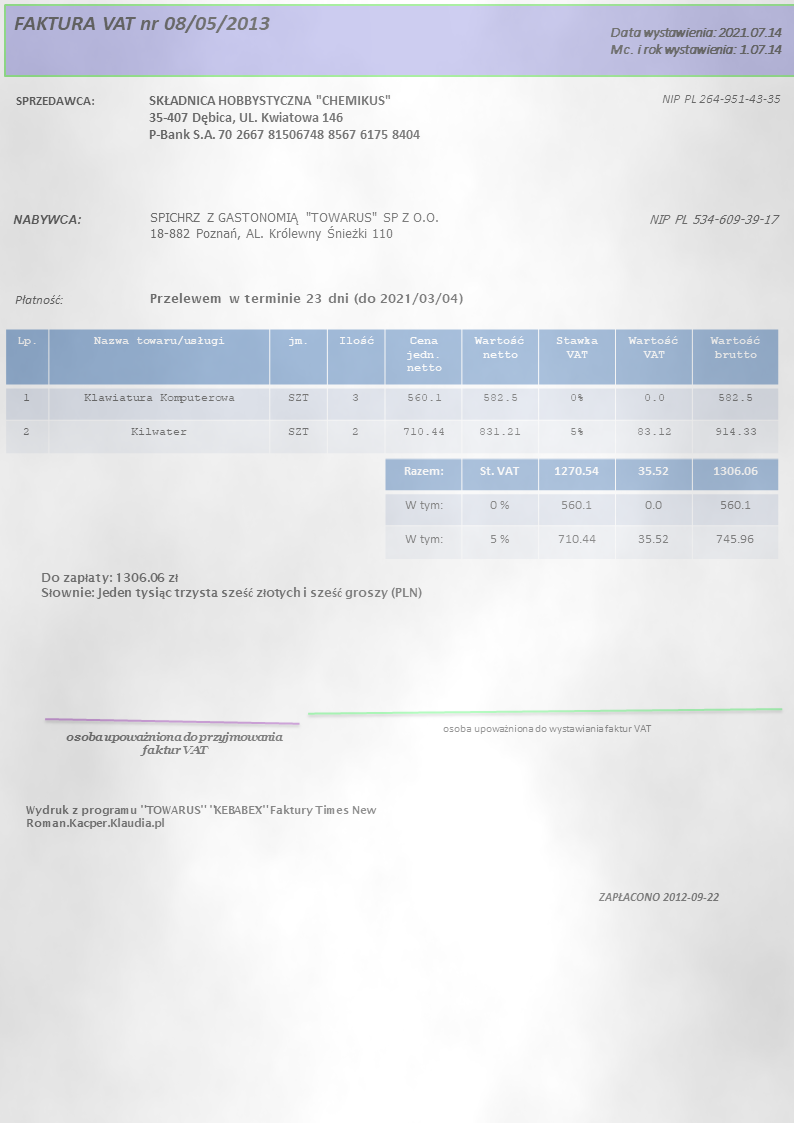 FAKTURA VAT nr 08/05/2013
Data wystawienia: 2021.07.14
Mc. i rok wystawienia: 1.07.14
SPRZEDAWCA: SKŁADNICA HOBBYSTYCZNA "CHEMIKUS" NIP PL 264-951-43-35
35-407 Dębica, UL. Kwiatowa 146
P-Bank S.A. 70 2667 81506748 8567 6175 8404
NABYWCA: SPICHRZ Z GASTONOMIĄ "TOWARUS" SP Z O.O. NIP PL 534-609-39-17
18-882 Poznań, AL. Królewny Śnieżki 110
Płatność: Przelewem w terminie 23 dni (do 2021/03/04)
Lp. Nazwa towaru/usługi jm. Ilość Cena Wartość Stawka Wartość Wartość
jedn. netto VAT VAT brutto
netto
1 Klawiatura Komputerowa SZT 3 560.1 582.5 0% 0.0 582.5
2 Kilwater SZT 2 710.44 831.21 5% 83.12 914.33
Razem: St. VAT 1270.54 35.52 1306.06
W tym: 0 % 560.1 0.0 560.1
W tym: 5 % 710.44 35.52 745.96
Do zapłaty: 1306.06 zł
Słownie: Jeden tysiąc trzysta sześć złotych i sześć groszy (PLN)
osoba upoważniona do wystawiania faktur VAT
osoba upoważniona do przyjmowania
faktur VAT
Wydruk z programu "TOWARUS" "KEBABEX" Faktury Times New
Roman.Kacper.Klaudia.pl
ZAPŁACONO 2012-09-22